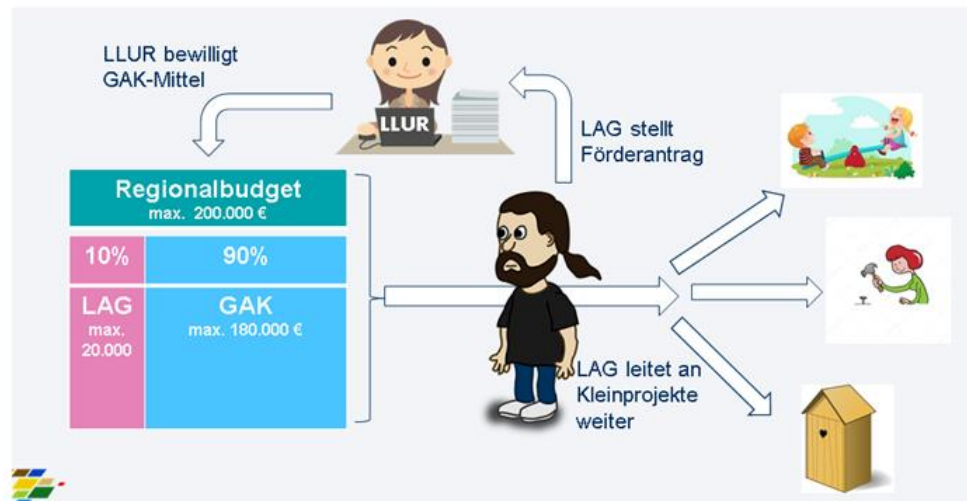 LLUR bewilligt
GAK-Mittel
LLUR
LAG stellt
Förderantrag
Regionalbudget
max. 200.000 €
10%
90%
LAG
max.
20.000
GAK
max. 180.000 €
LAG leitet an
Kleinprojekte
weiter